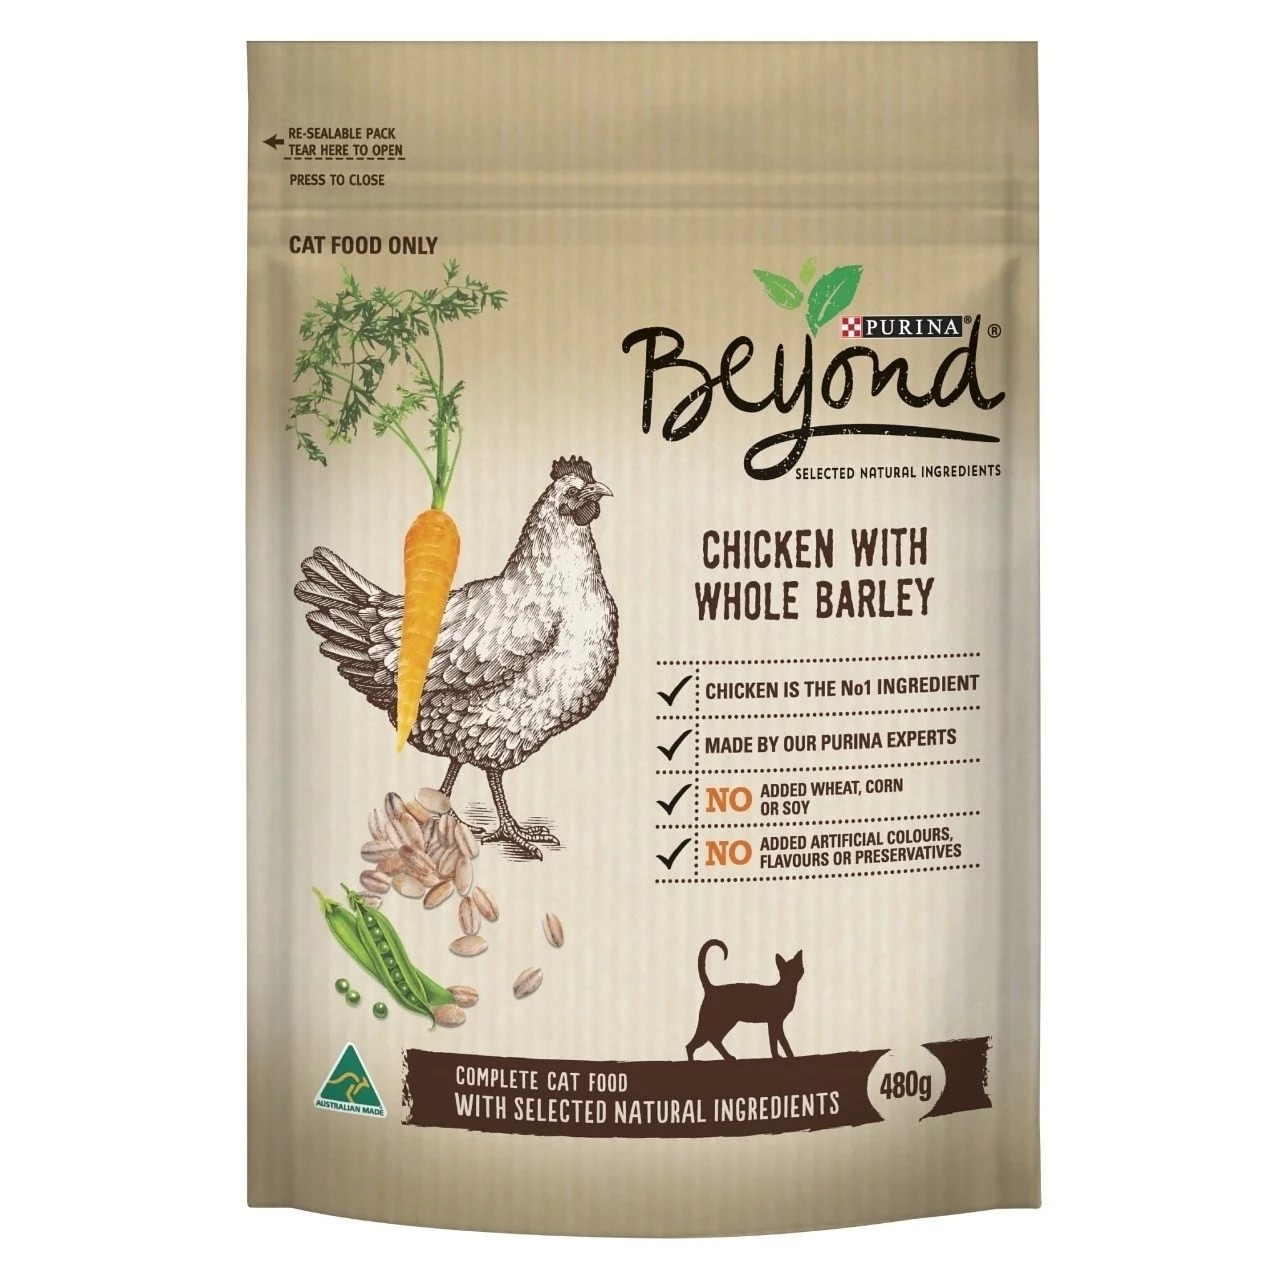 RE-SEALABLE PACK
TEAR HERE TO OPEN
PRESS TO CLOSE
CAT FOOD ONLY
PURINA®
Beyond®
SELECTED NATURAL INGREDIENTS
CHICKEN WITH
WHOLE BARLEY
CHICKEN IS THE No1 INGREDIENT
MADE BY OUR PURINA EXPERTS
NO ADDED WHEAT, CORN
OR SOY
NO ADDED ARTIFICIAL COLOURS,
FLAVOURS OR PRESERVATIVES
AUSTRALIAN MADE
COMPLETE CAT FOOD
WITH SELECTED NATURAL INGREDIENTS
480g